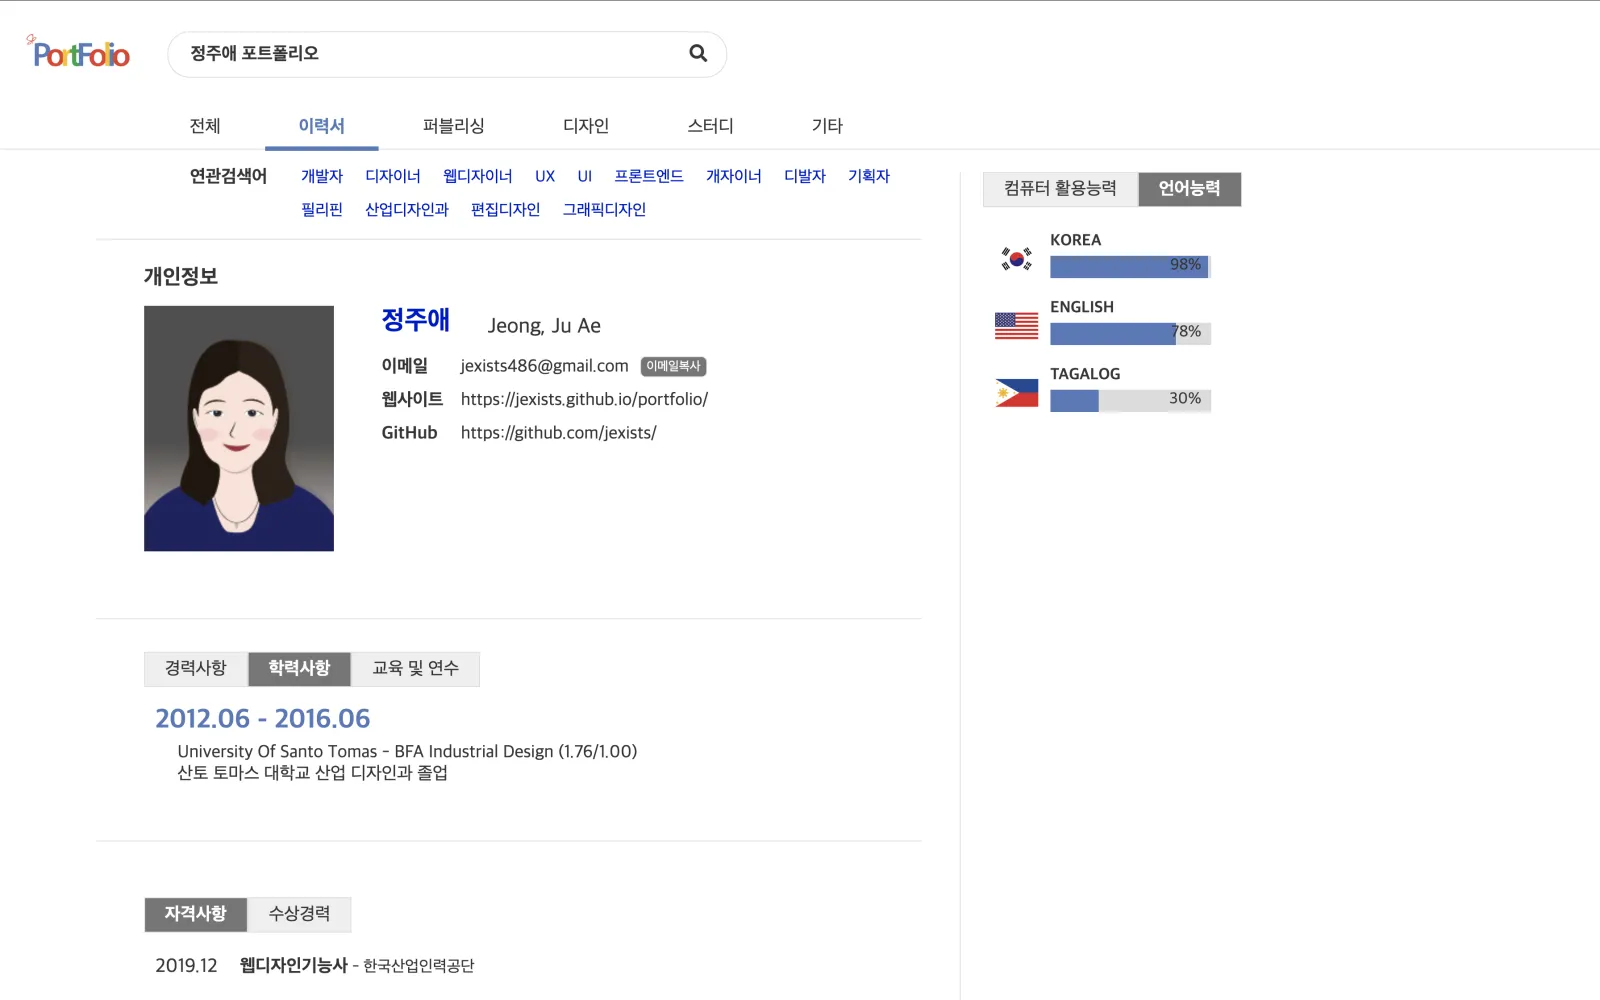 PortFolio
정주애 포트폴리오
전체 이력서 퍼블리싱 디자인 스터디 기타
연관검색어 개발자 디자이너 웹디자이너 UX UI 프론트엔드 개자이너 디발자 기획자
필리핀 산업디자인과 편집디자인 그래픽디자인
개인정보
정주애 Jeong, Ju Ae
이메일 jexists486@gmail.com 이메일복사
웹사이트 https://jexists.github.io/portfolio/
GitHub https://github.com/jexists/
경력사항 학력사항 교육 및 연수
2012.06 - 2016.06
University Of Santo Tomas - BFA Industrial Design (1.76/1.00)
산토 토마스 대학교 산업 디자인과 졸업
자격사항 수상경력
2019.12 웹디자인기능사 - 한국산업인력공단
컴퓨터 활용능력 언어능력
KOREA
98%
ENGLISH
78%
TAGALOG
30%